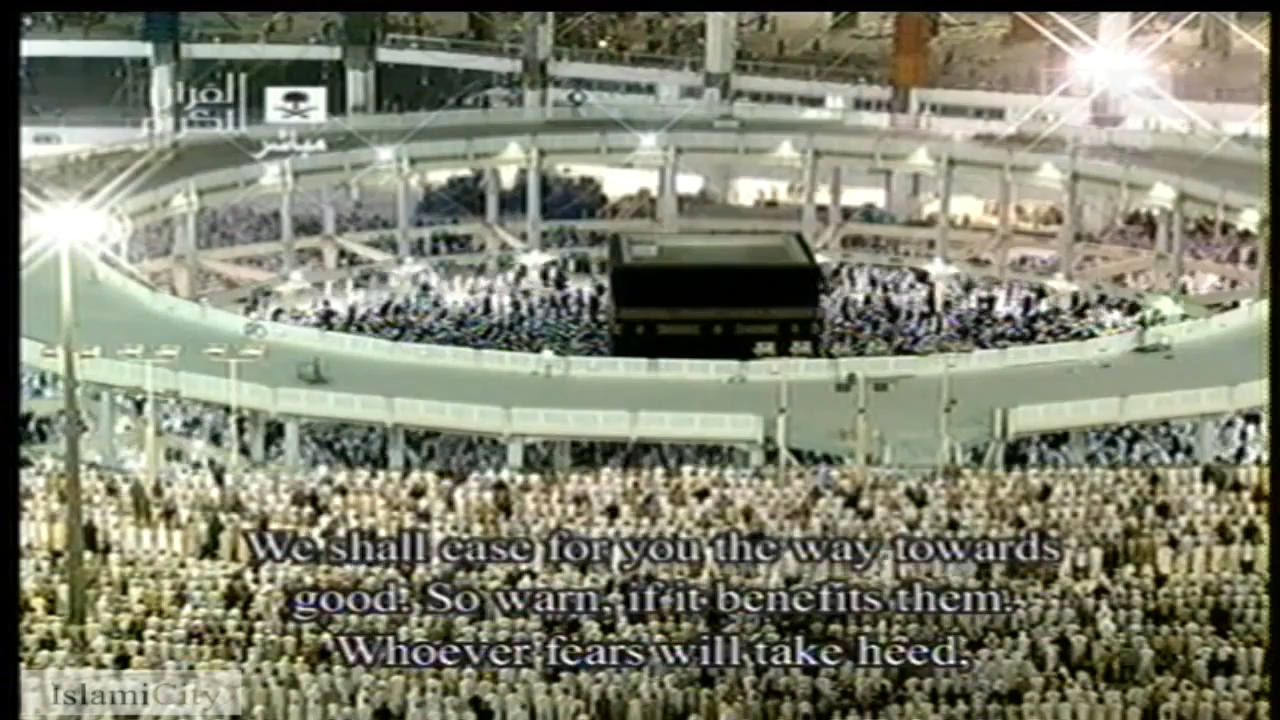 القرآن
الكريم
مباشر
We shall ease for you the way towards
good. So warn, if it benefits them.
Whoever fears will take heed,
IslamiCity